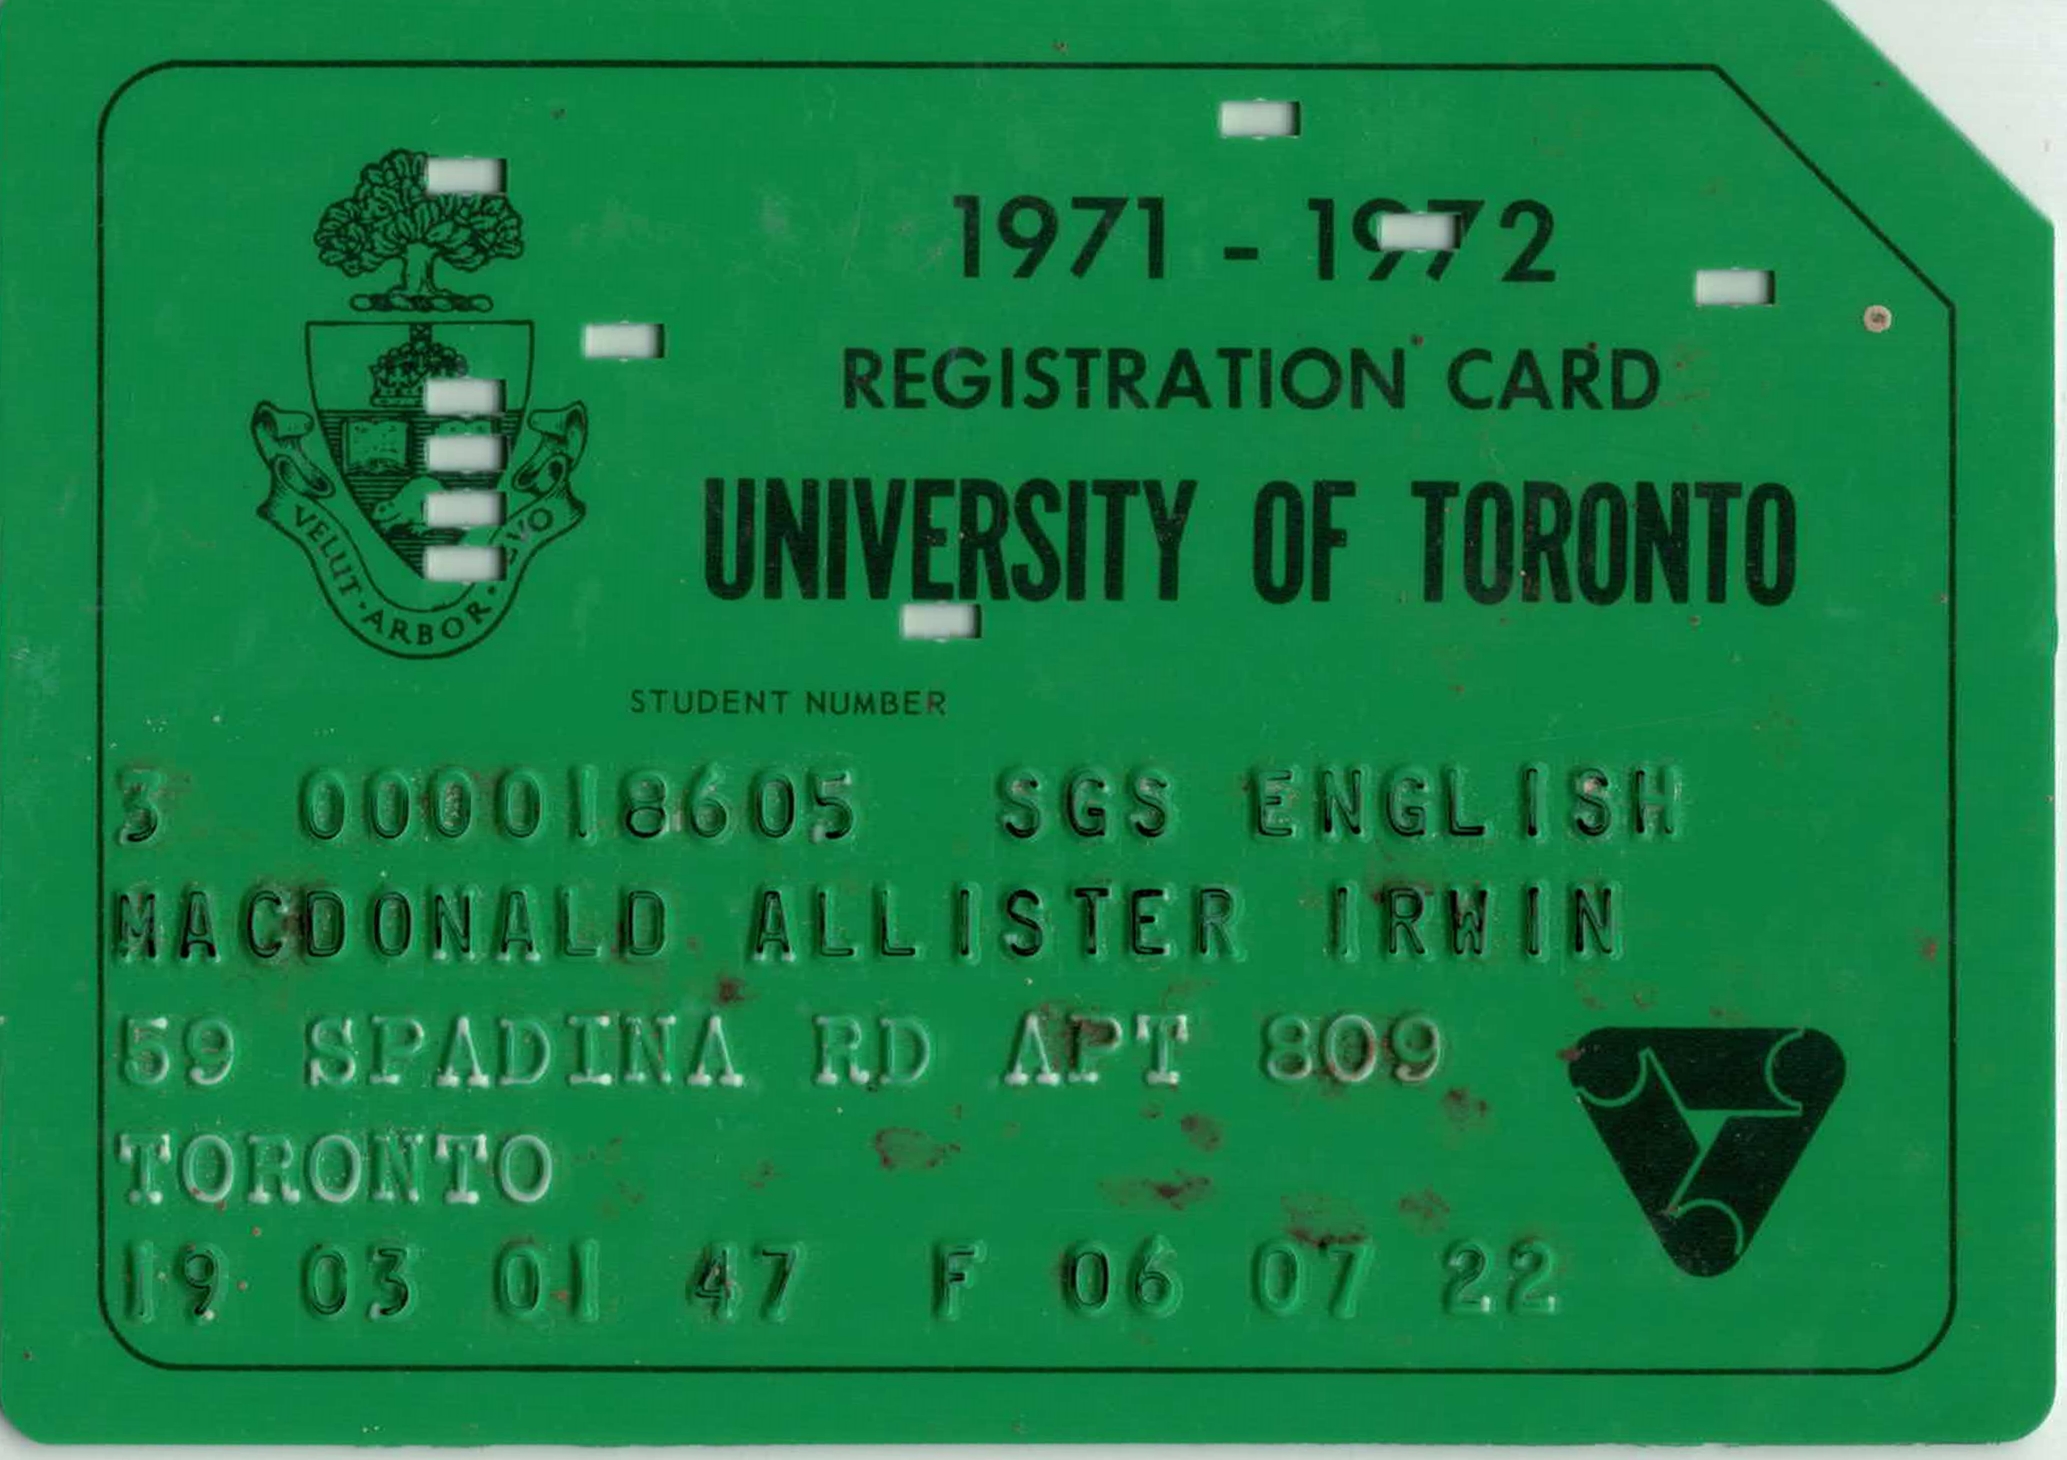 1971 - 1972
REGISTRATION CARD
UNIVERSITY OF TORONTO
VELUT · ARBOR · ÆVO
STUDENT NUMBER
3 000018605 SGS ENGLISH
MACDONALD ALLISTER IRWIN
59 SPADINA RD APT 809
TORONTO
19 03 01 47 F 06 07 22